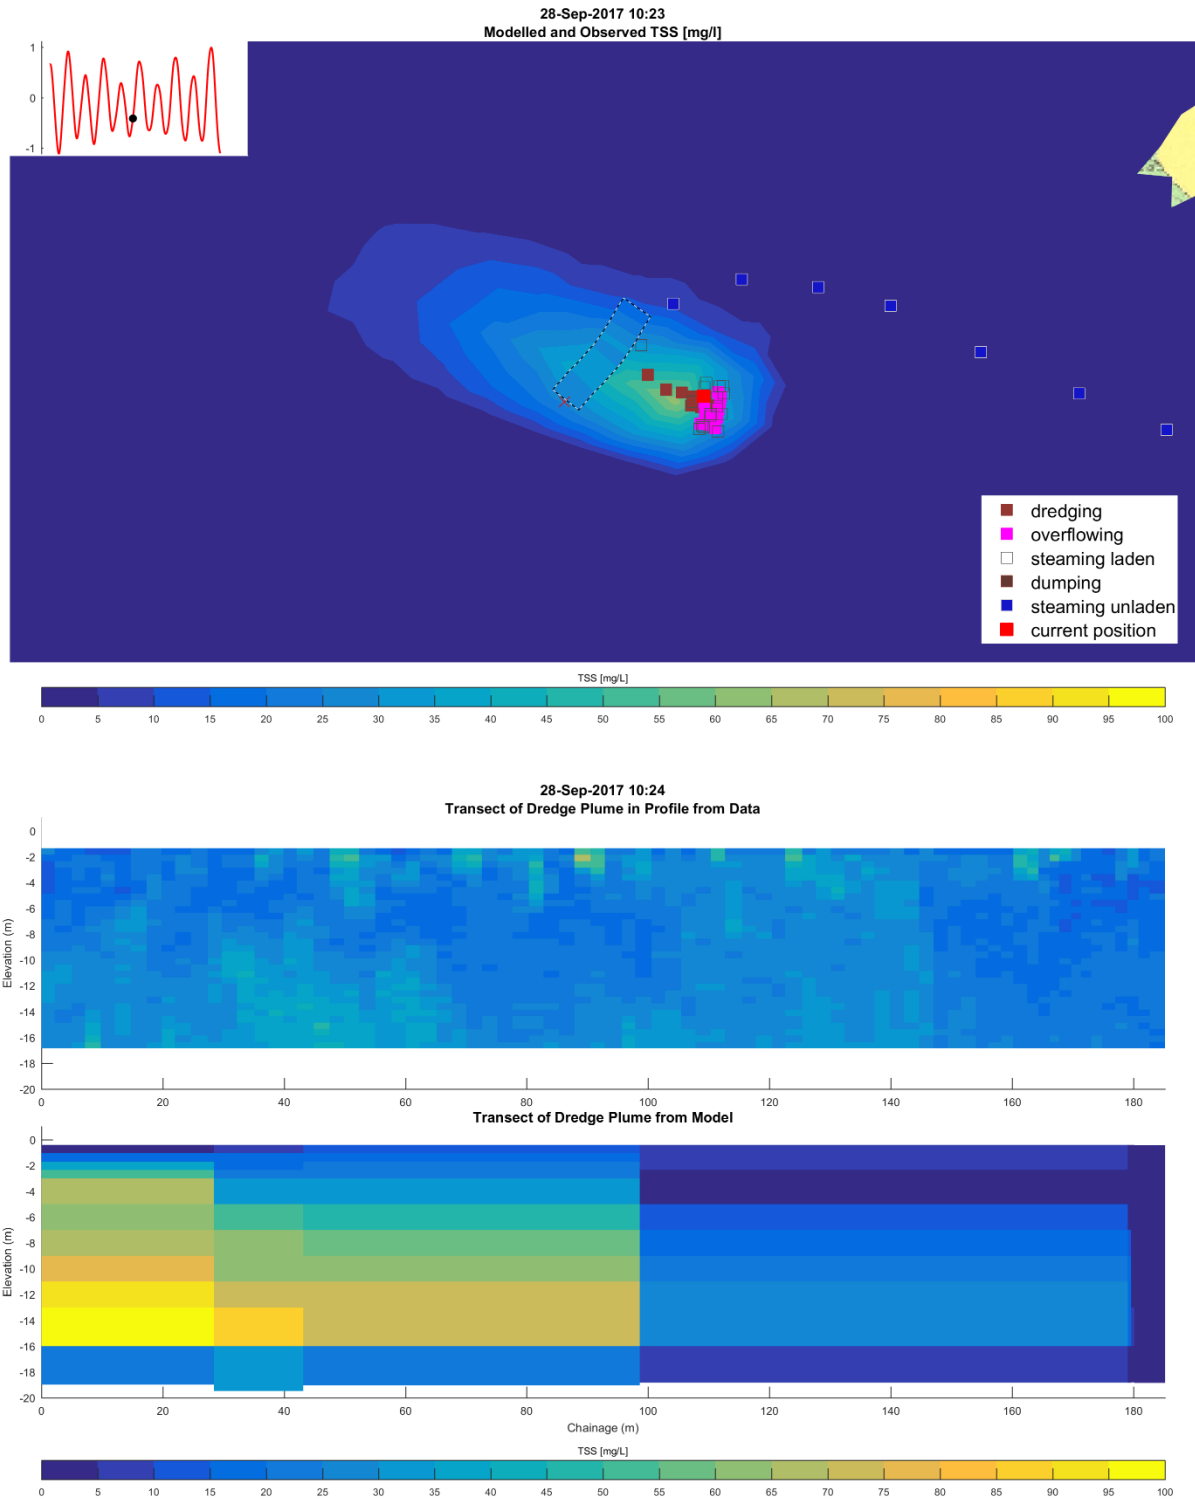 28-Sep-2017 10:23
Modelled and Observed TSS [mg/l]
1
0
-1
dredging
overflowing
steaming laden
dumping
steaming unladen
current position
TSS [mg/L]
0 5 10 15 20 25 30 35 40 45 50 55 60 65 70 75 80 85 90 95 100
28-Sep-2017 10:24
Transect of Dredge Plume in Profile from Data
0
-2
-4
-6
-8
-10
-12
-14
-16
-18
-20
Elevation (m)
0 20 40 60 80 100 120 140 160 180
Transect of Dredge Plume from Model
0
-2
-4
-6
-8
-10
-12
-14
-16
-18
-20
Elevation (m)
0 20 40 60 80 100 120 140 160 180
Chainage (m)
TSS [mg/L]
0 5 10 15 20 25 30 35 40 45 50 55 60 65 70 75 80 85 90 95 100